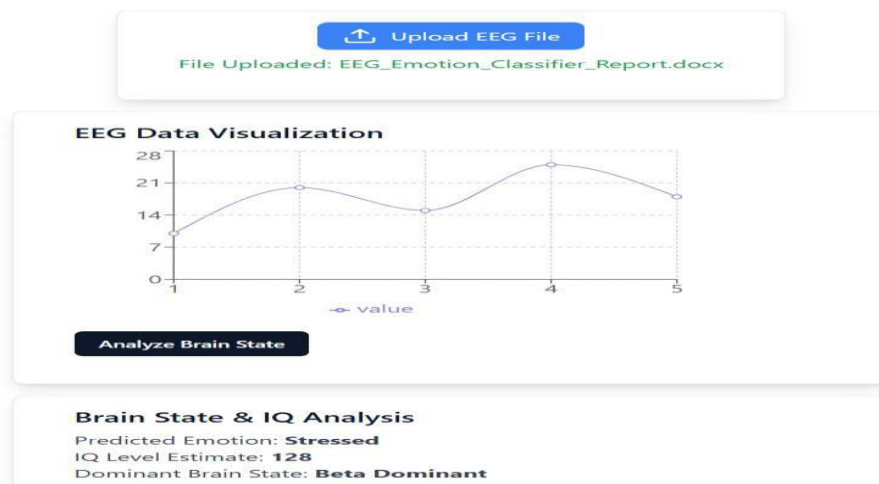 Upload EEG File
File Uploaded: EEG_Emotion_Classifier_Report.docx
EEG Data Visualization
28
21
14
7
0
1 2 3 4 5
value
Analyze Brain State
Brain State & IQ Analysis
Predicted Emotion: Stressed
IQ Level Estimate: 128
Dominant Brain State: Beta Dominant